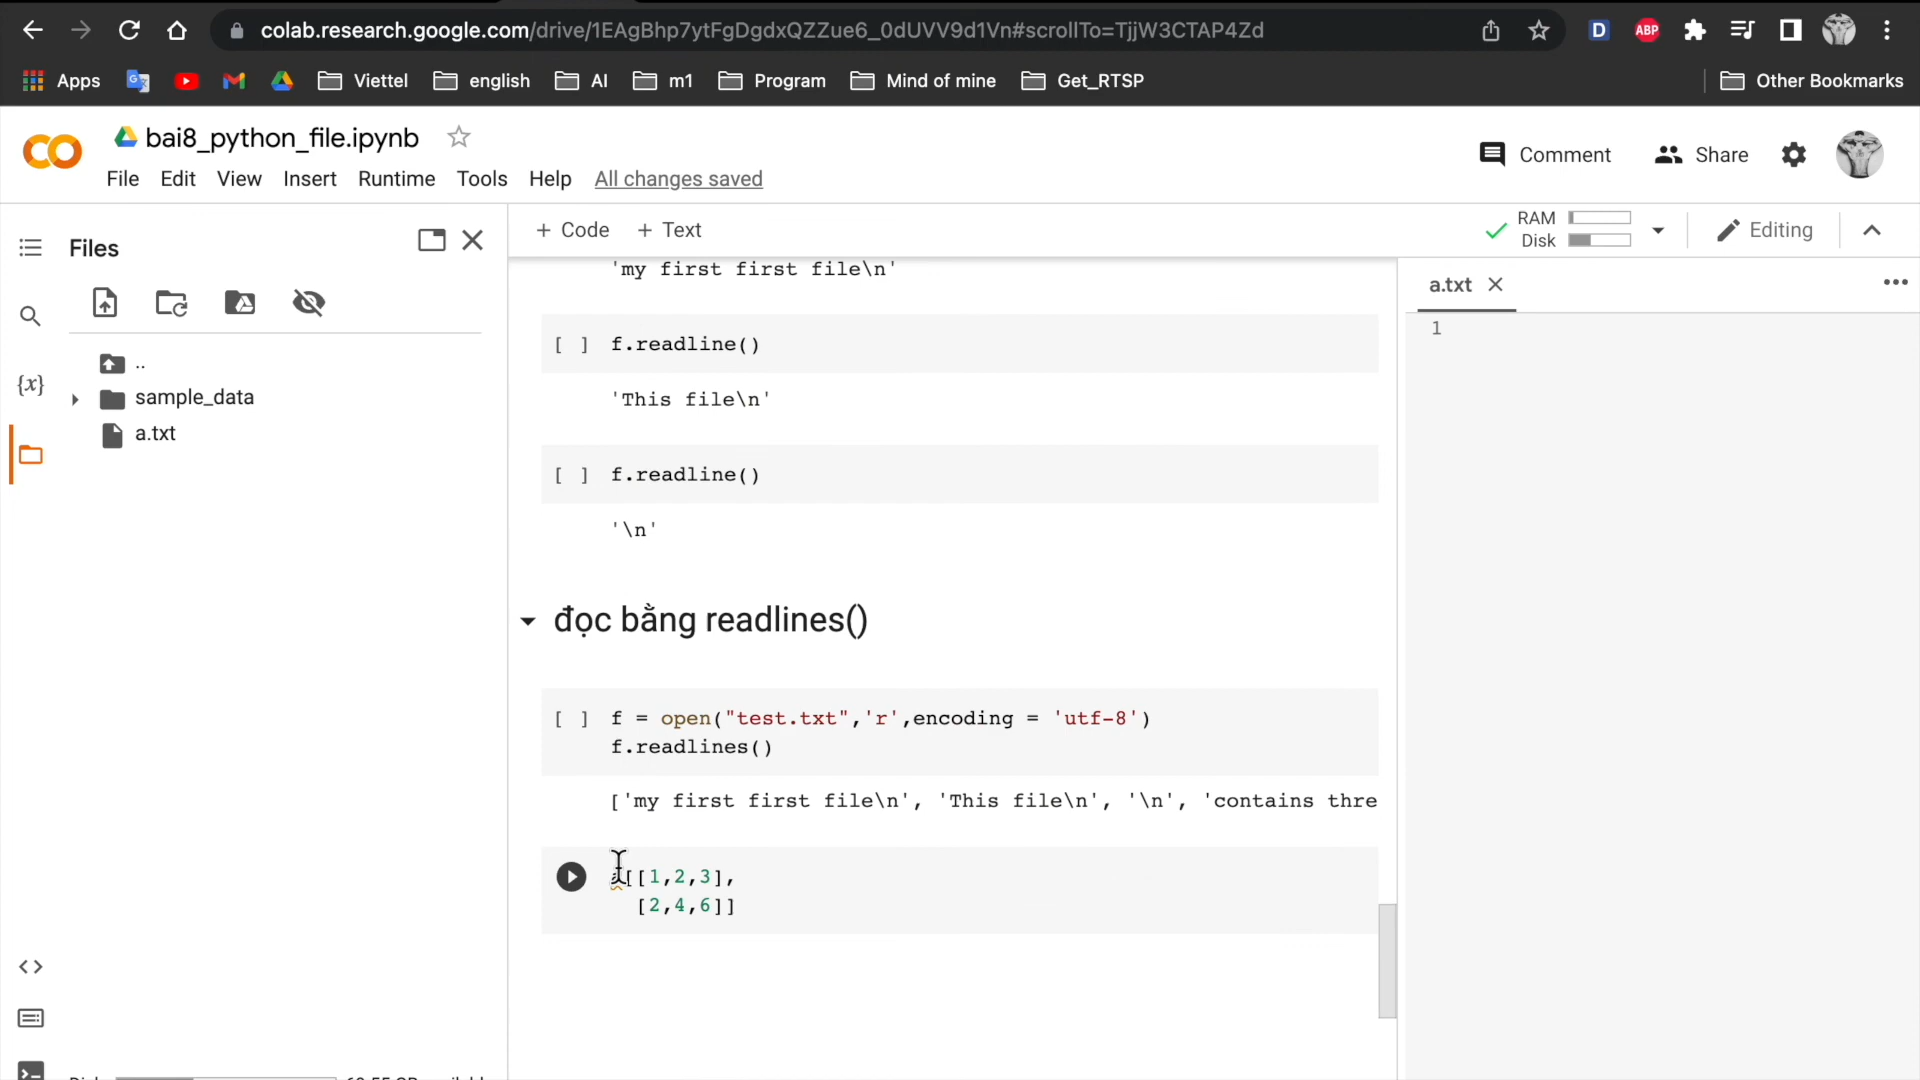 colab.research.google.com/drive/1EAgBhp7ytFgDgdxQZZue6_0dUVV9d1Vn#scrollTo=TjjW3CTAP4Zd
D
ABP
Apps
Viettel
english
AI
m1
Program
Mind of mine
Get_RTSP
Other Bookmarks
CO
bai8_python_file.ipynb
File Edit View Insert Runtime Tools Help All changes saved
Comment
Share
Files
+ Code + Text
RAM
Disk
Editing
..
sample_data
a.txt
{x}
'my first first file\n'
[ ] f.readline()
'This file\n'
[ ] f.readline()
'\n'
đọc bằng readlines()
[ ] f = open("test.txt",'r',encoding = 'utf-8')
f.readlines()
['my first first file\n', 'This file\n', '\n', 'contains thre
[[1,2,3],
[2,4,6]]
a.txt
1